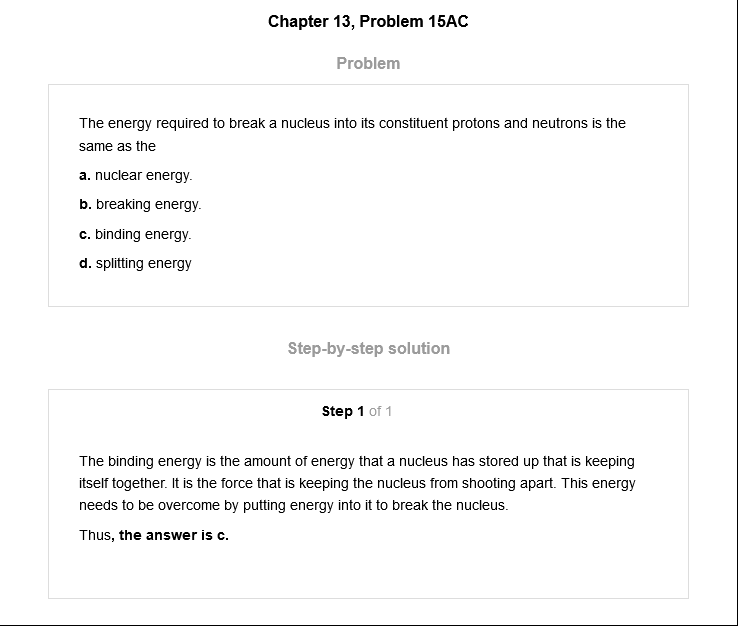 Chapter 13, Problem 15AC
Problem
The energy required to break a nucleus into its constituent protons and neutrons is the
same as the
a. nuclear energy.
b. breaking energy.
c. binding energy.
d. splitting energy
Step-by-step solution
Step 1 of 1
The binding energy is the amount of energy that a nucleus has stored up that is keeping
itself together. It is the force that is keeping the nucleus from shooting apart. This energy
needs to be overcome by putting energy into it to break the nucleus.
Thus, the answer is c.